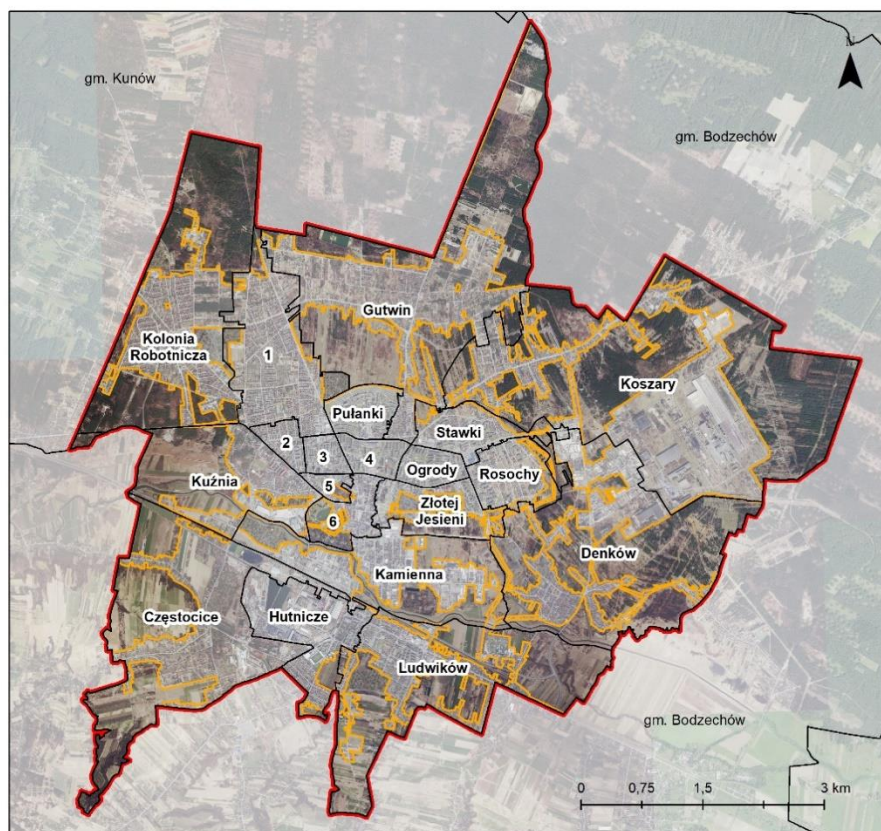 gm. Kunów
gm. Bodzechów
Gutwin
Kolonia
Robotnicza
1
Koszary
Pułanki
Stawki
2
3
4
Ogrody
Rosochy
Kuźnia
5
Złotej
Jesieni
6
Denków
Kamienna
Częstocice
Hutnicze
Ludwików
gm. Bodzechów
0 0,75 1,5 3 km